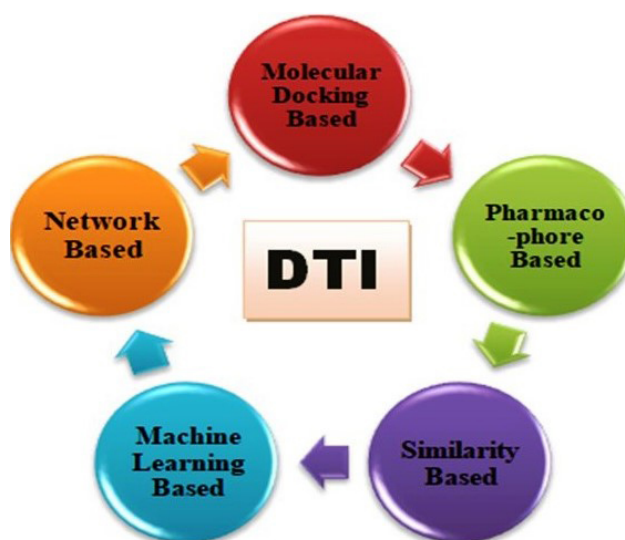 Molecular
Docking
Based
Pharmaco
-phore
Based
Similarity
Based
Machine
Learning
Based
Network
Based
DTI